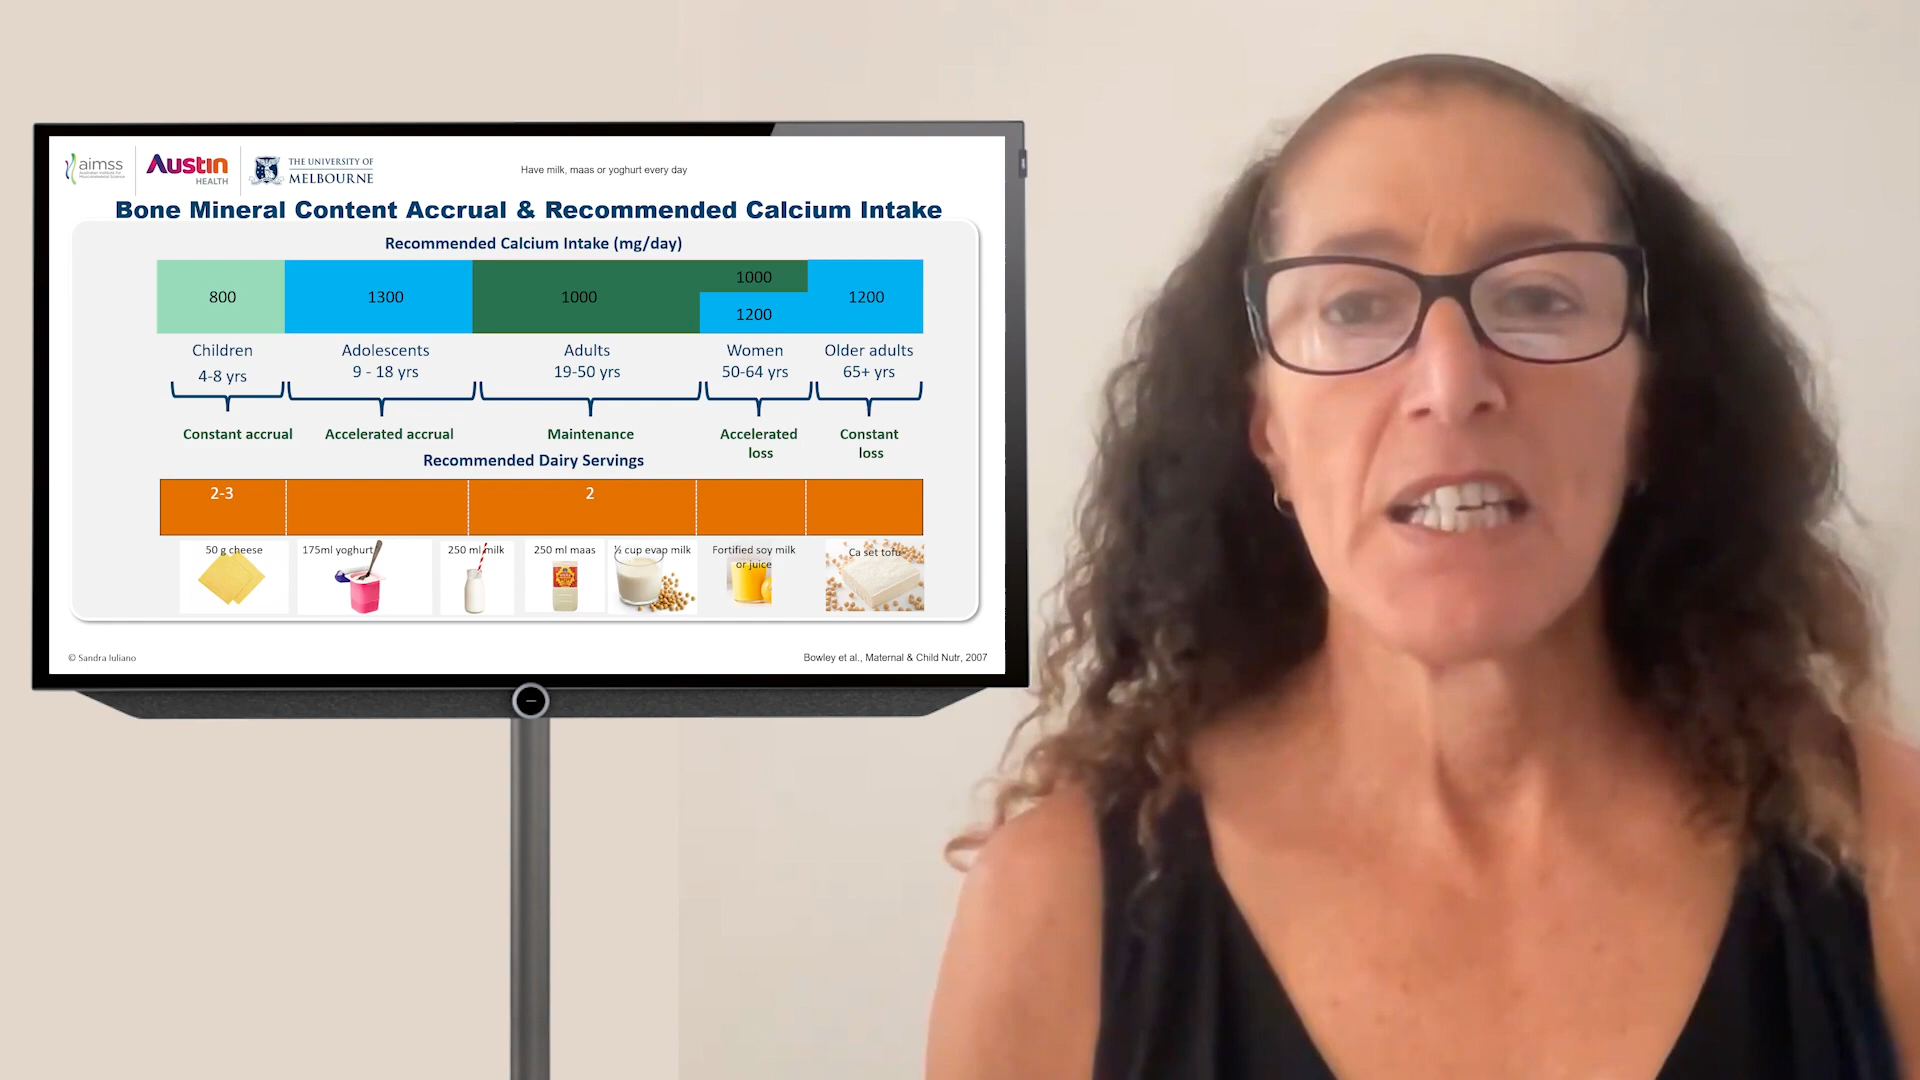 aimss
Austin
HEALTH
THE UNIVERSITY OF
MELBOURNE
Have milk, maas or yoghurt every day
Bone Mineral Content Accrual & Recommended Calcium Intake
Recommended Calcium Intake (mg/day)
800
1300
1000
1000
1200
1200
Children
4-8 yrs
Adolescents
9 - 18 yrs
Adults
19-50 yrs
Women
50-64 yrs
Older adults
65+ yrs
Constant accrual
Accelerated accrual
Maintenance
Accelerated
loss
Constant
loss
Recommended Dairy Servings
2-3
2
50 g cheese
175ml yoghurt
250 ml milk
250 ml maas
½ cup evap milk
Fortified soy milk
or juice
Ca set tofu
© Sandra Iuliano
Bowley et al., Maternal & Child Nutr, 2007